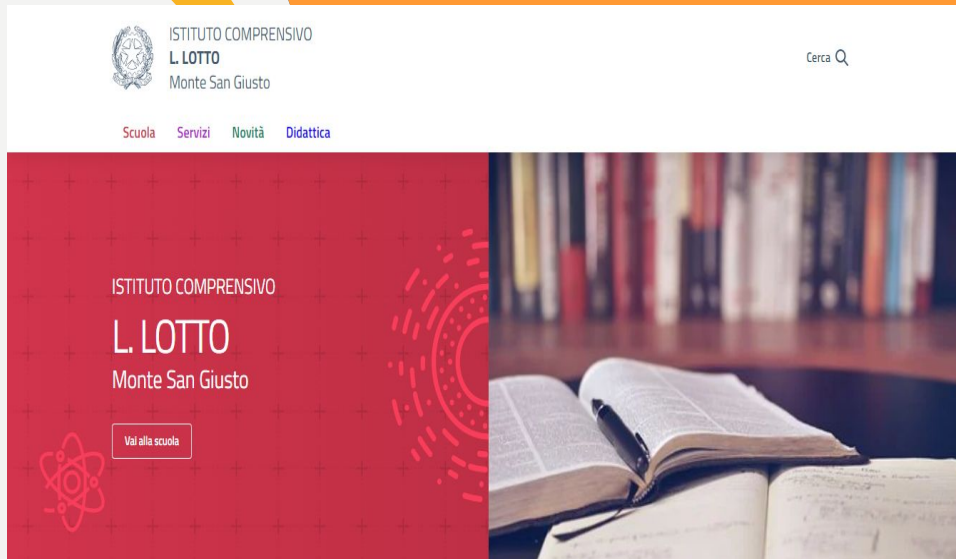 ISTITUTO COMPRENSIVO
L. LOTTO
Monte San Giusto
Cerca
Scuola Servizi Novità Didattica
ISTITUTO COMPRENSIVO
L. LOTTO
Monte San Giusto
Vai alla scuola